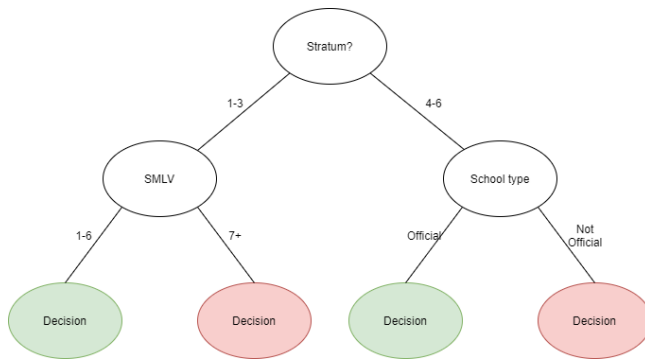 Stratum?
1-3
4-6
SMLV
School type
1-6
7+
Official
Not
Official
Decision
Decision
Decision
Decision